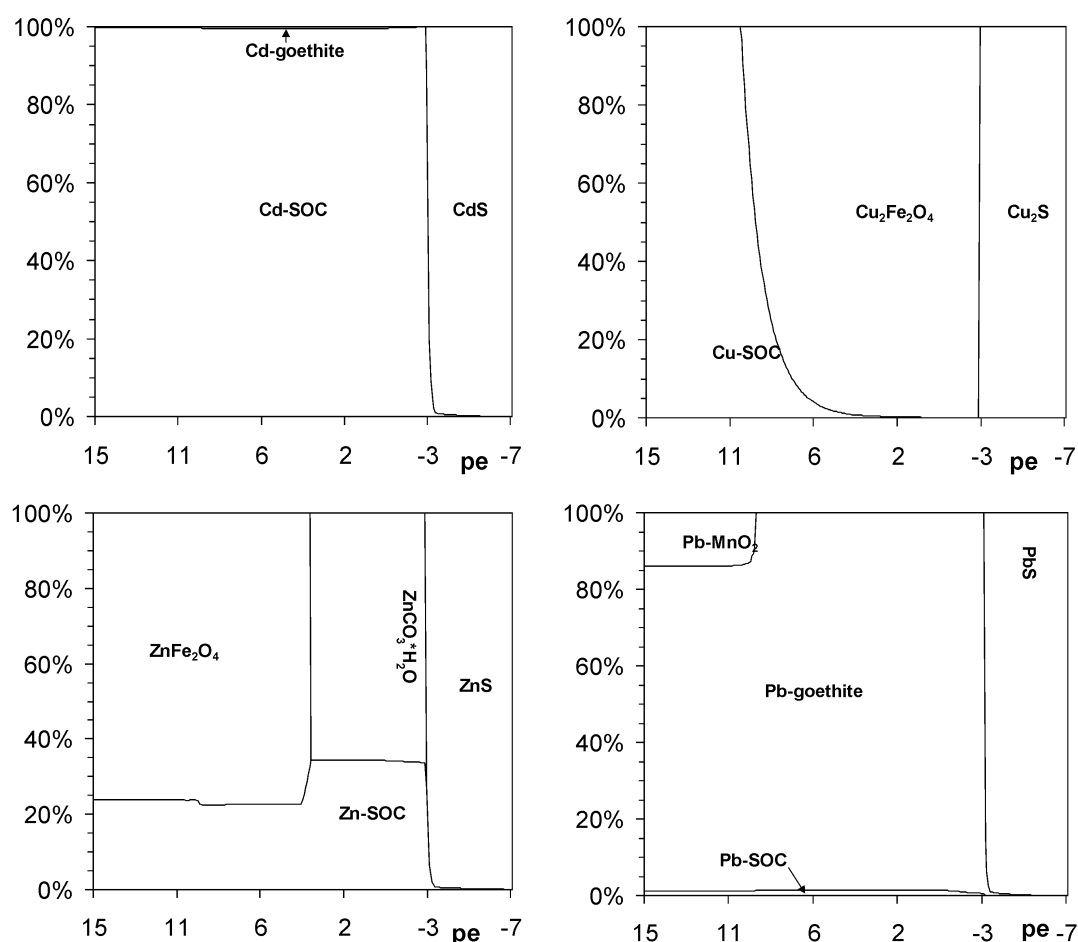 100%
Cd-goethite
80%
60%
Cd-SOC
CdS
40%
20%
0%
15 11 6 2 -3 pe -7
100%
80%
60%
Cu₂Fe₂O₄
Cu₂S
40%
20%
Cu-SOC
0%
15 11 6 2 -3 pe -7
100%
80%
ZnFe₂O₄
ZnCO₃*H₂O
60%
ZnS
40%
20%
Zn-SOC
0%
15 11 6 2 -3 pe -7
100%
Pb-MnO₂
PbS
80%
60%
Pb-goethite
40%
20%
Pb-SOC
0%
15 11 6 2 -3 pe -7